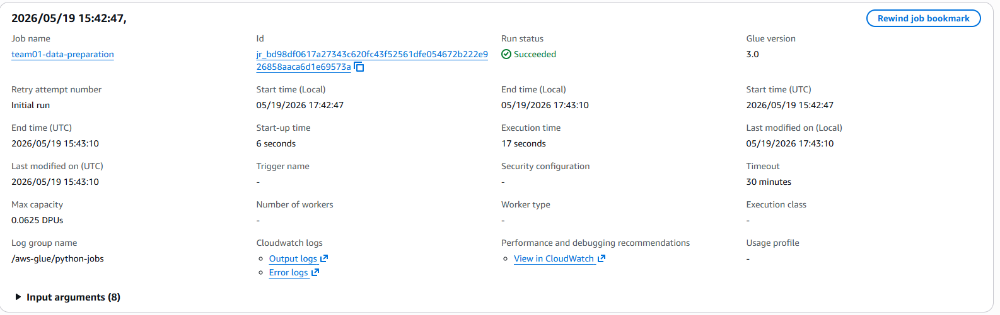 2026/05/19 15:42:47,
Rewind job bookmark
Job name
team01-data-preparation
Id
jr_bd98df0617a27343c620fc43f52561dfe054672b222e9
26858aaca6d1e69573a
Run status
Succeeded
Glue version
3.0
Retry attempt number
Initial run
Start time (Local)
05/19/2026 17:42:47
End time (Local)
05/19/2026 17:43:10
Start time (UTC)
2026/05/19 15:42:47
End time (UTC)
2026/05/19 15:43:10
Start-up time
6 seconds
Execution time
17 seconds
Last modified on (Local)
05/19/2026 17:43:10
Last modified on (UTC)
2026/05/19 15:43:10
Trigger name
-
Security configuration
-
Timeout
30 minutes
Max capacity
0.0625 DPUs
Number of workers
-
Worker type
-
Execution class
-
Log group name
/aws-glue/python-jobs
Cloudwatch logs
Output logs
Error logs
Performance and debugging recommendations
View in CloudWatch
Usage profile
-
Input arguments (8)